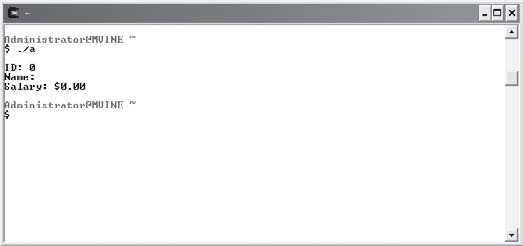 ~
Administrator@MVINE ~
$ ./a
ID: 0
Name:
Salary: $0.00
Administrator@MVINE ~
$